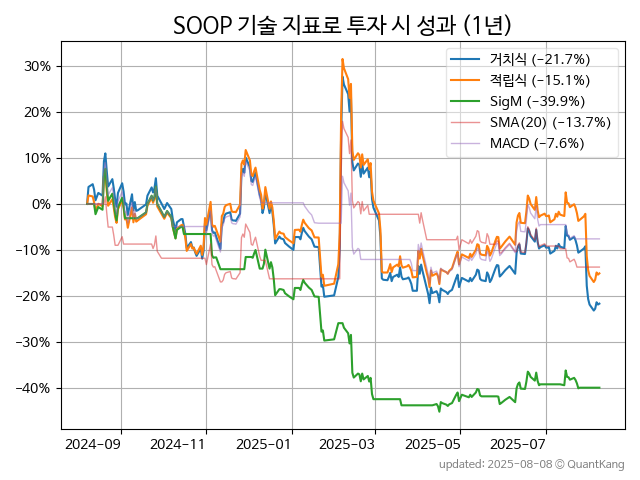 SOOP 기술 지표로 투자 시 성과 (1년)
거치식 (−21.7%)
적립식 (−15.1%)
SigM (−39.9%)
SMA(20) (−13.7%)
MACD (−7.6%)
30%
20%
10%
0%
−10%
−20%
−30%
−40%
2024-09
2024-11
2025-01
2025-03
2025-05
2025-07
updated: 2025-08-08 © QuantKang